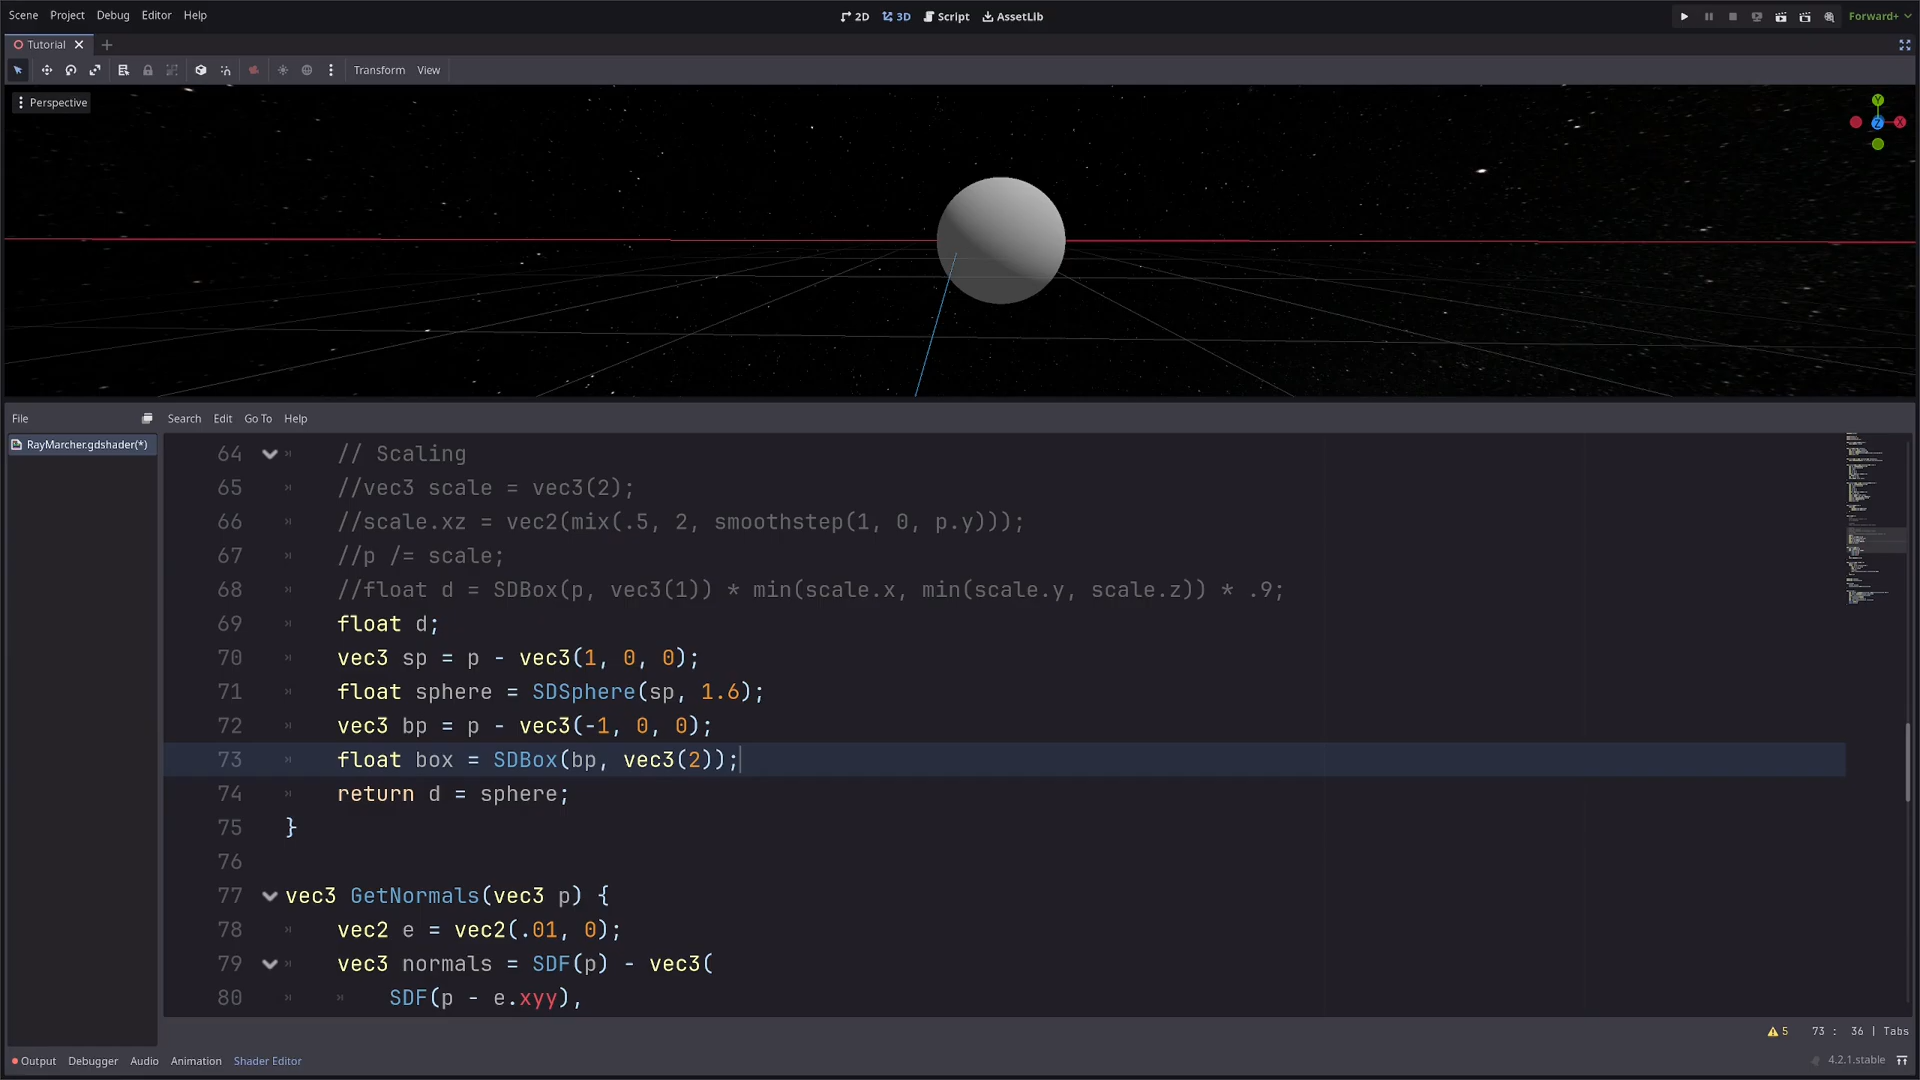 Scene Project Debug Editor Help
2D 3D Script AssetLib
Forward+
Tutorial
Transform View
Perspective
Y
Z X
File Search Edit Go To Help
RayMarcher.gdshader(*)
64 // Scaling
65 //vec3 scale = vec3(2);
66 //scale.xz = vec2(mix(.5, 2, smoothstep(1, 0, p.y)));
67 //p /= scale;
68 //float d = SDBox(p, vec3(1)) * min(scale.x, min(scale.y, scale.z)) * .9;
69 float d;
70 vec3 sp = p - vec3(1, 0, 0);
71 float sphere = SDSphere(sp, 1.6);
72 vec3 bp = p - vec3(-1, 0, 0);
73 float box = SDBox(bp, vec3(2));
74 return d = sphere;
75 }
76
77 vec3 GetNormals(vec3 p) {
78 vec2 e = vec2(.01, 0);
79 vec3 normals = SDF(p) - vec3(
80 SDF(p - e.xyy),
5 73 : 36 | Tabs
Output Debugger Audio Animation Shader Editor
4.2.1.stable